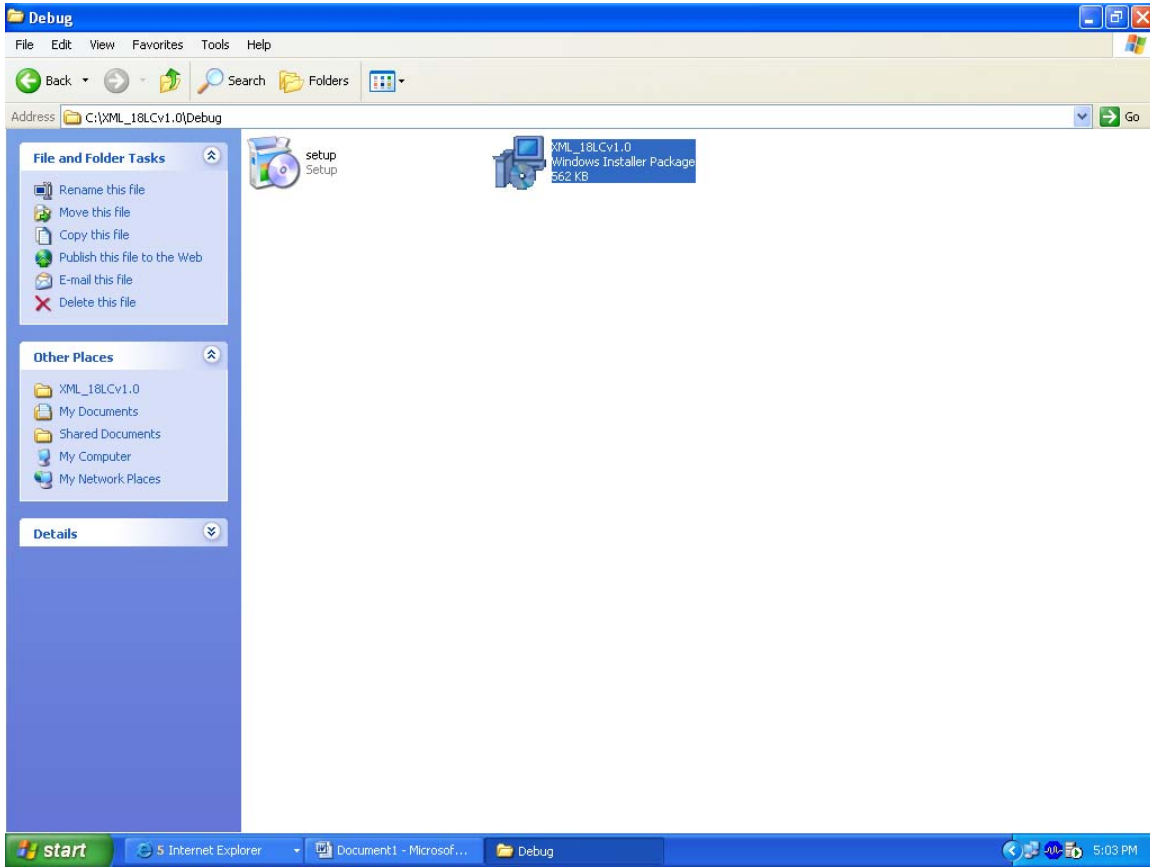 Debug
File Edit View Favorites Tools Help
Back Search Folders
Address C:\XML_18LCv1.0\Debug Go
File and Folder Tasks
Rename this file
Move this file
Copy this file
Publish this file to the Web
E-mail this file
Delete this file
Other Places
XML_18LCv1.0
My Documents
Shared Documents
My Computer
My Network Places
Details
setup
Setup
XML_18LCv1.0
Windows Installer Package
562 KB
start 5 Internet Explorer Document1 - Microsof... Debug 5:03 PM